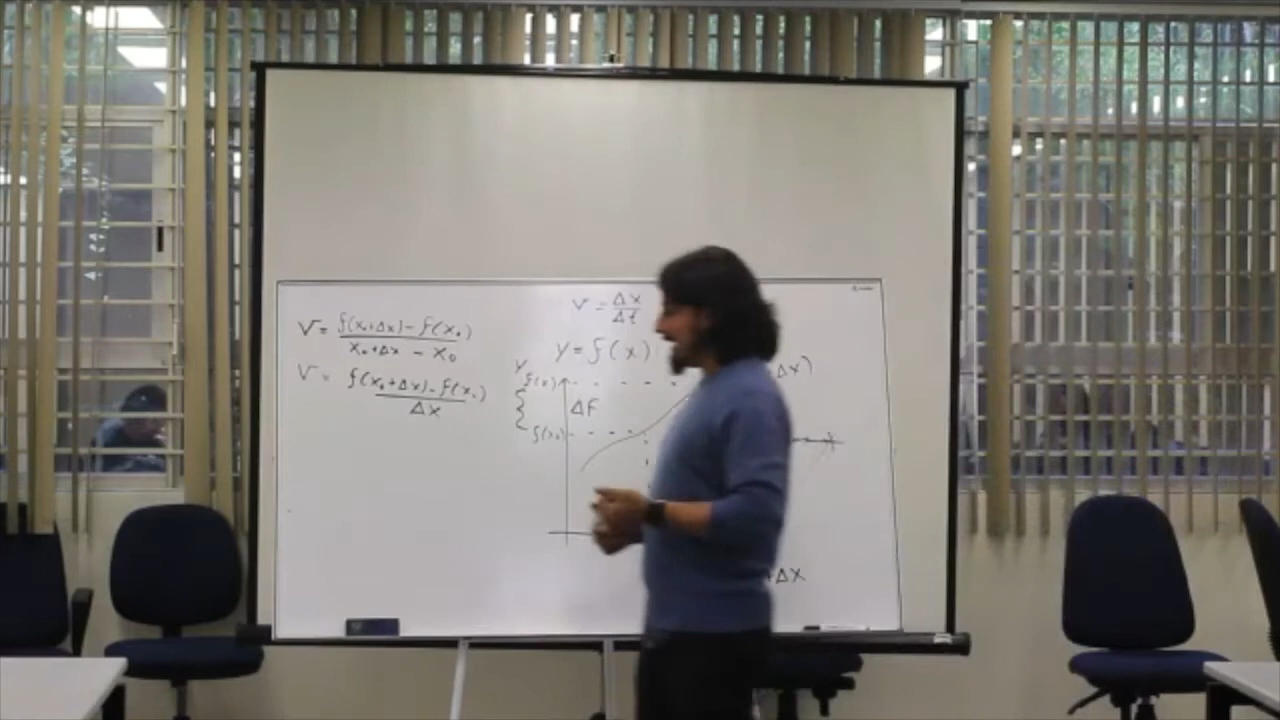 V = f(x₀+Δx) - f(x₀)
x₀+Δx - x₀
V = f(x₀+Δx) - f(x₀)
Δx
V = Δx
Δt
y = f(x)
y
f(x)
ΔF
f(x₀)
Δx)
+Δx